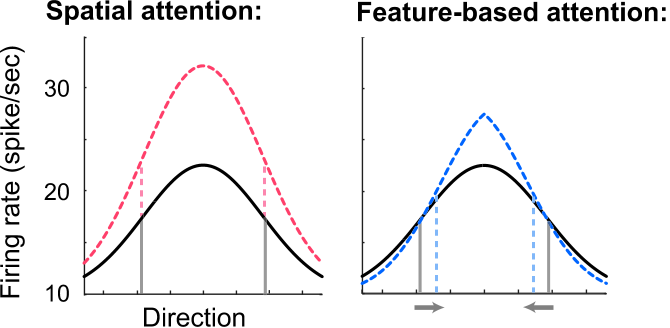 Spatial attention:
Feature-based attention:
Firing rate (spike/sec)
30
20
10
Direction